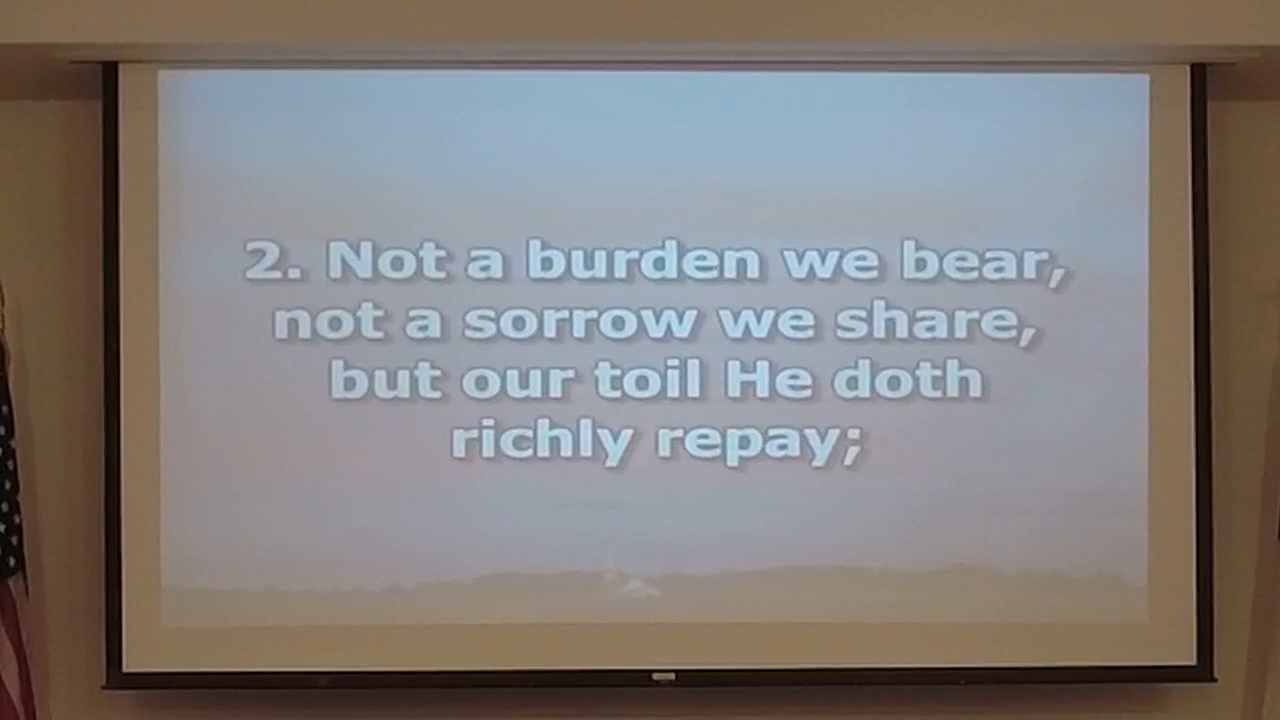 2. Not a burden we bear,
not a sorrow we share,
but our toil He doth
richly repay;